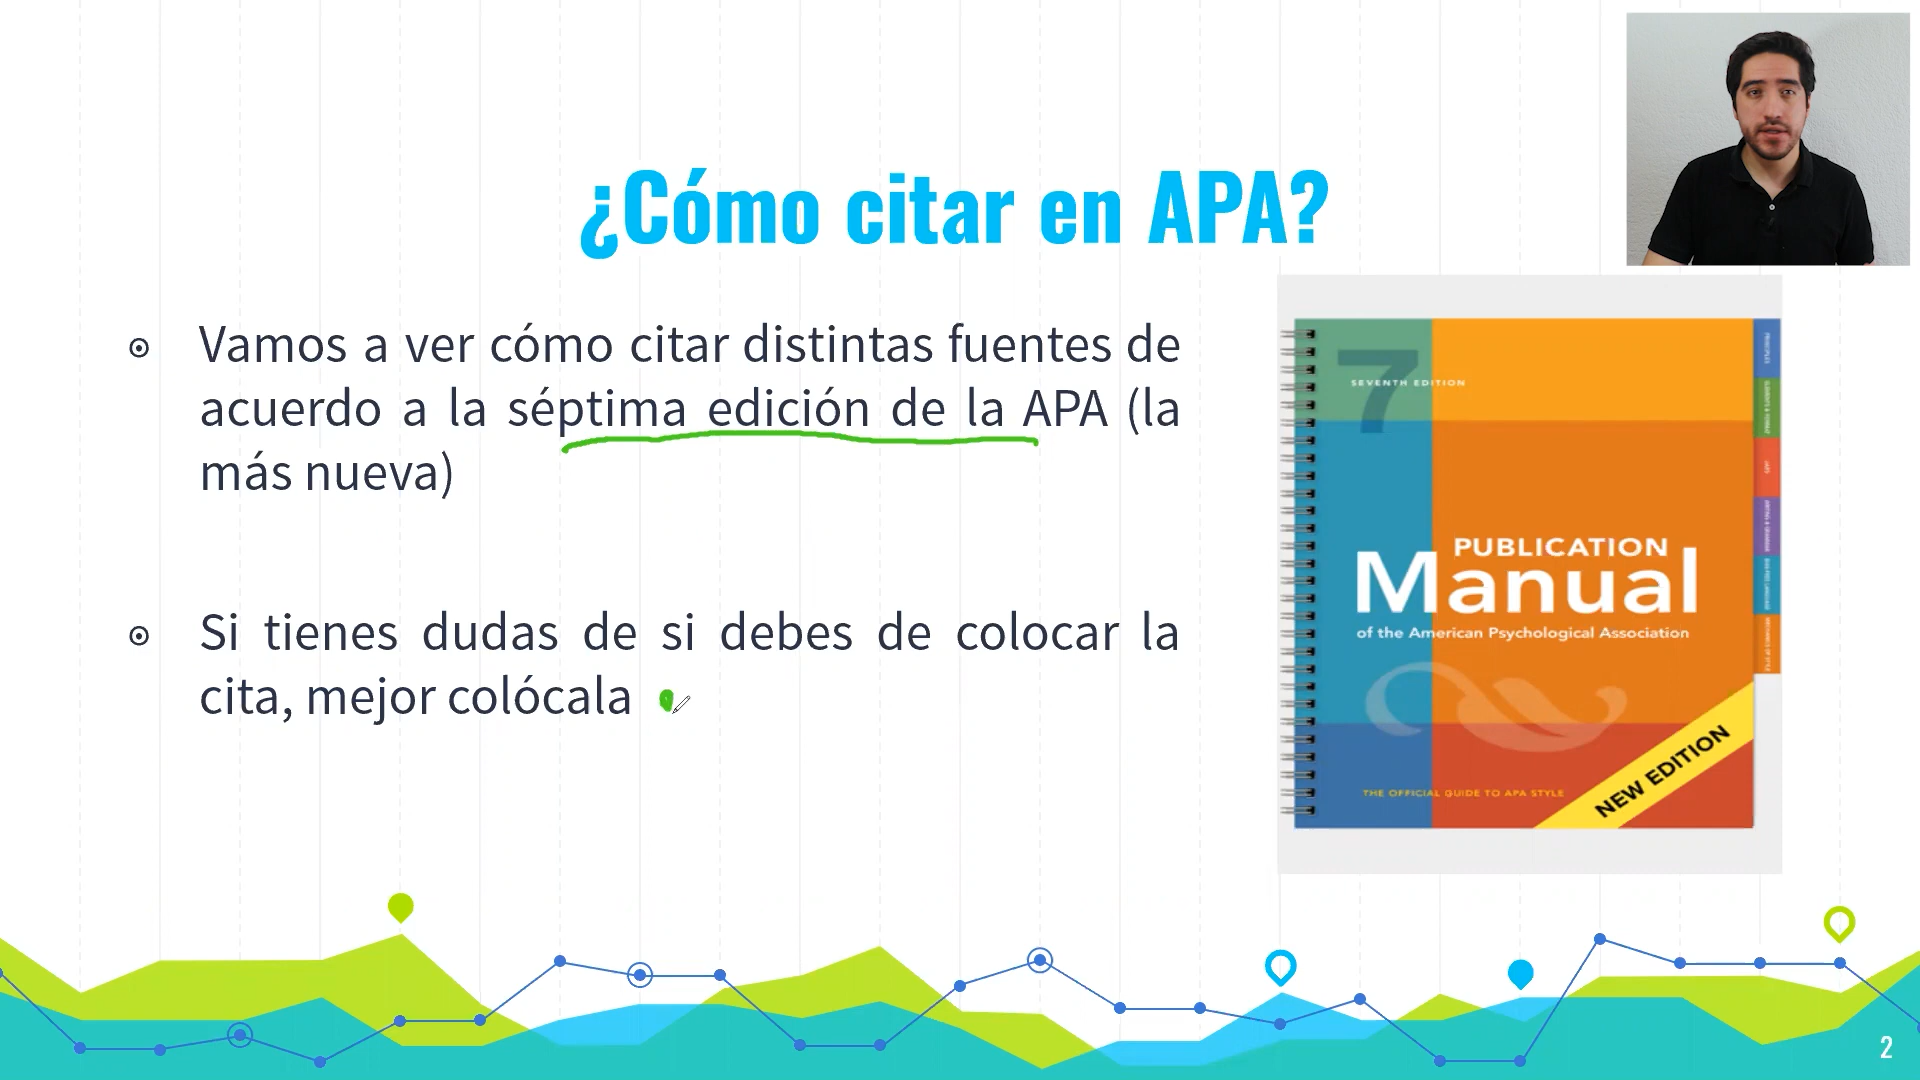 ¿Cómo citar en APA?
Vamos a ver cómo citar distintas fuentes de
acuerdo a la séptima edición de la APA (la
más nueva)
Si tienes dudas de si debes de colocar la
cita, mejor colócala
7
SEVENTH EDITION
PUBLICATION
Manual
of the American Psychological Association
THE OFFICIAL GUIDE TO APA STYLE
NEW EDITION
2